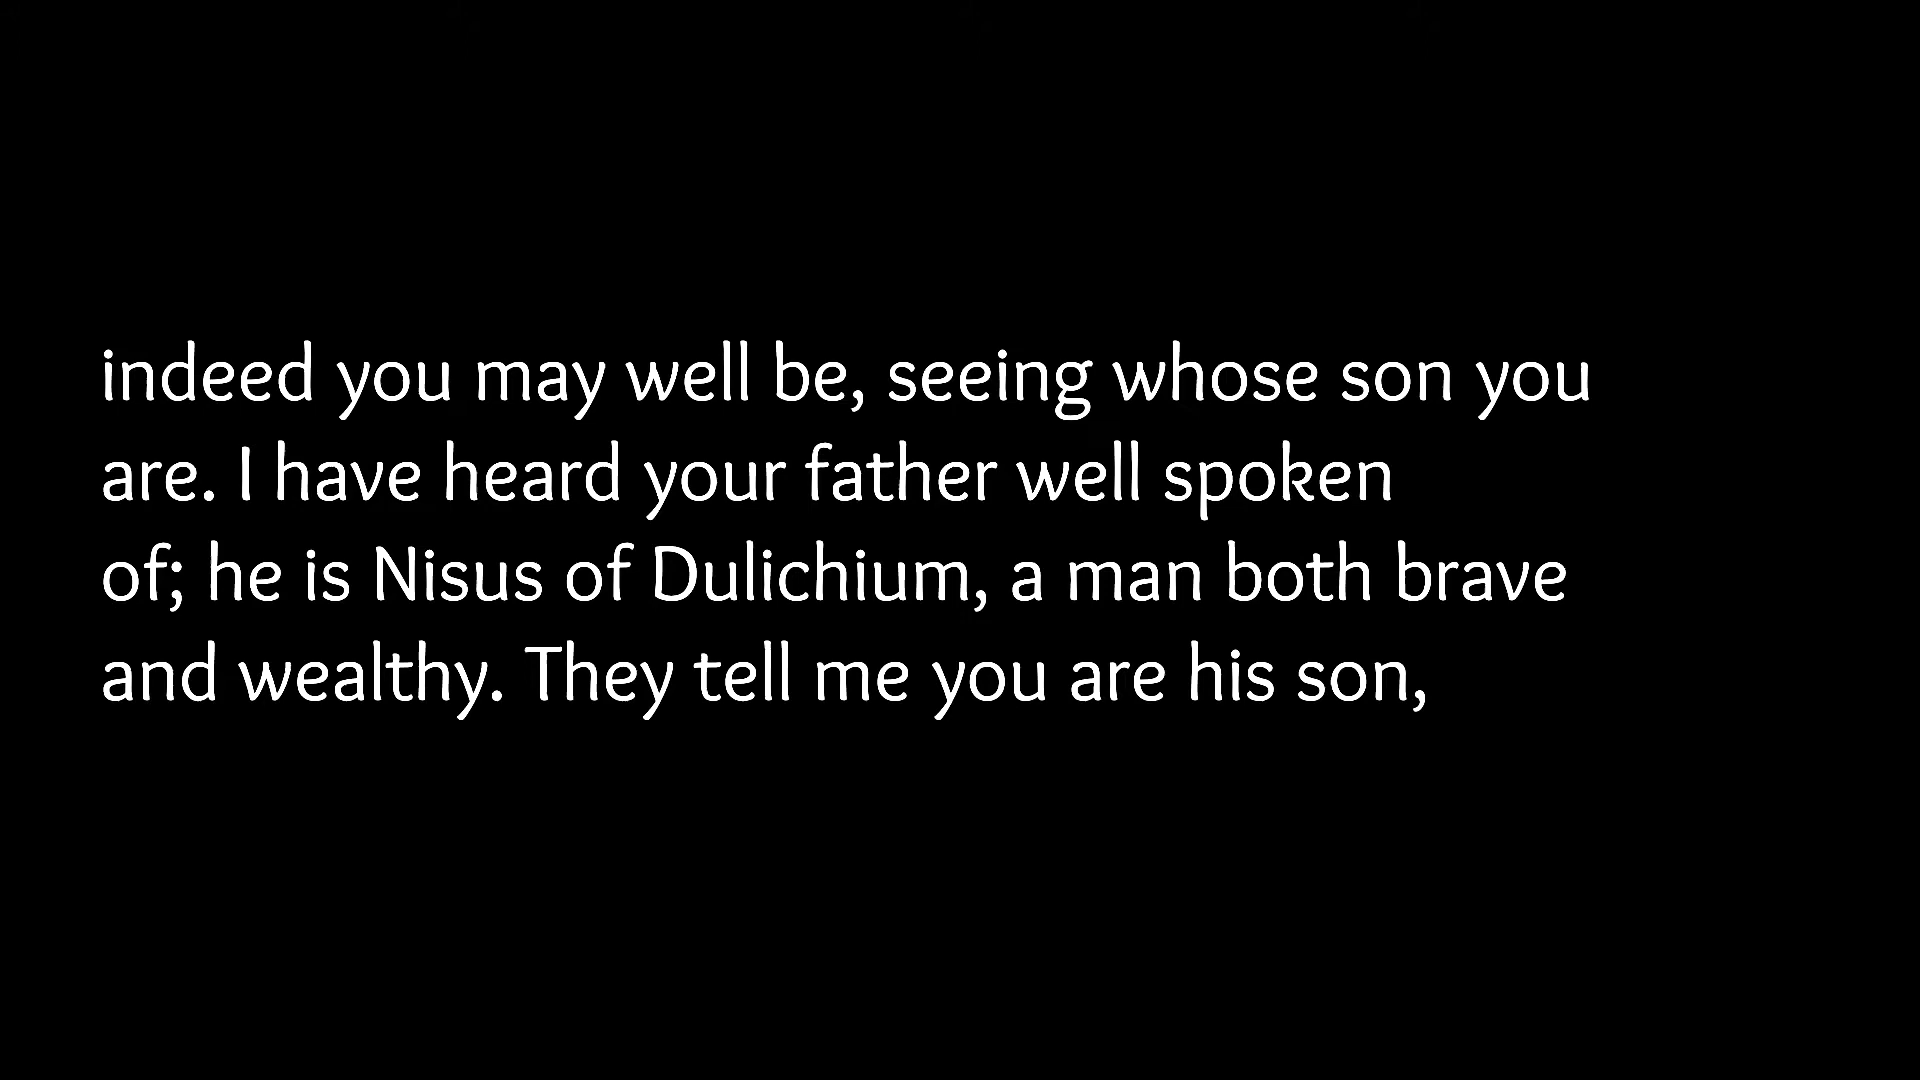 indeed you may well be, seeing whose son you
are. I have heard your father well spoken
of; he is Nisus of Dulichium, a man both brave
and wealthy. They tell me you are his son,